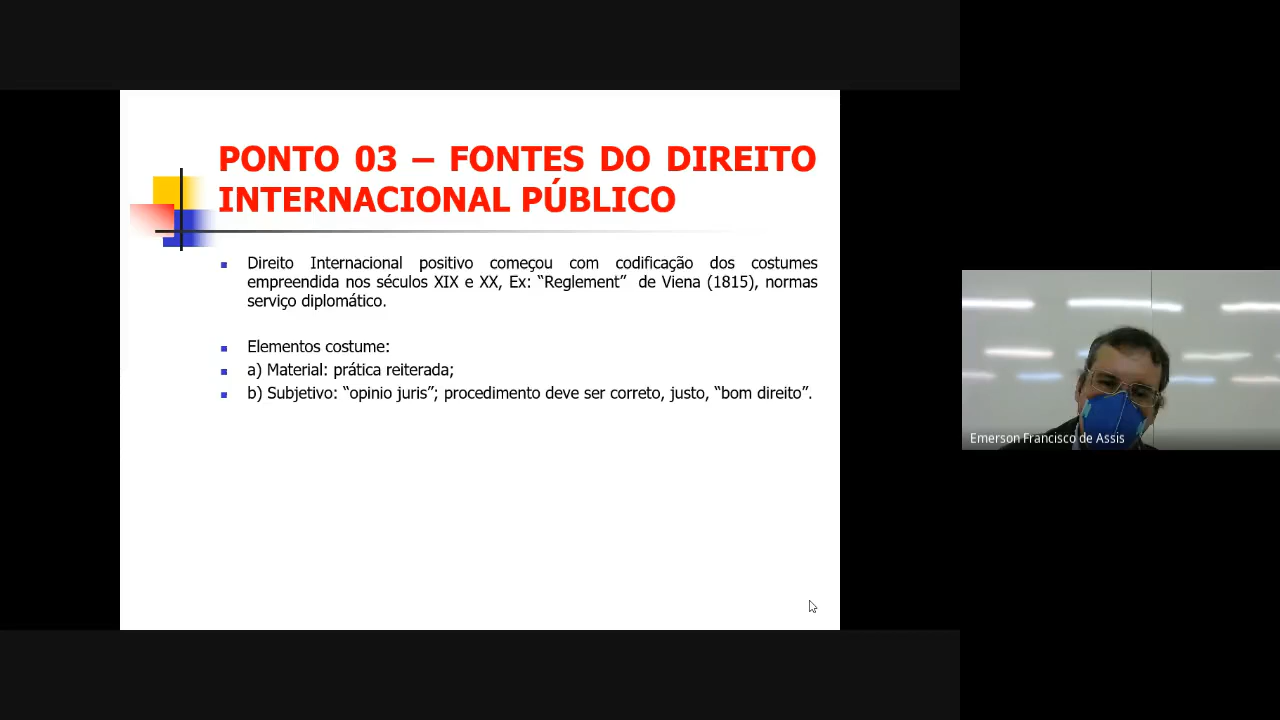 PONTO 03 – FONTES DO DIREITO
INTERNACIONAL PÚBLICO
Direito Internacional positivo começou com codificação dos costumes
empreendida nos séculos XIX e XX, Ex: “Reglement” de Viena (1815), normas
serviço diplomático.
Elementos costume:
a) Material: prática reiterada;
b) Subjetivo: “opinio juris”; procedimento deve ser correto, justo, “bom direito”.
Emerson Francisco de Assis